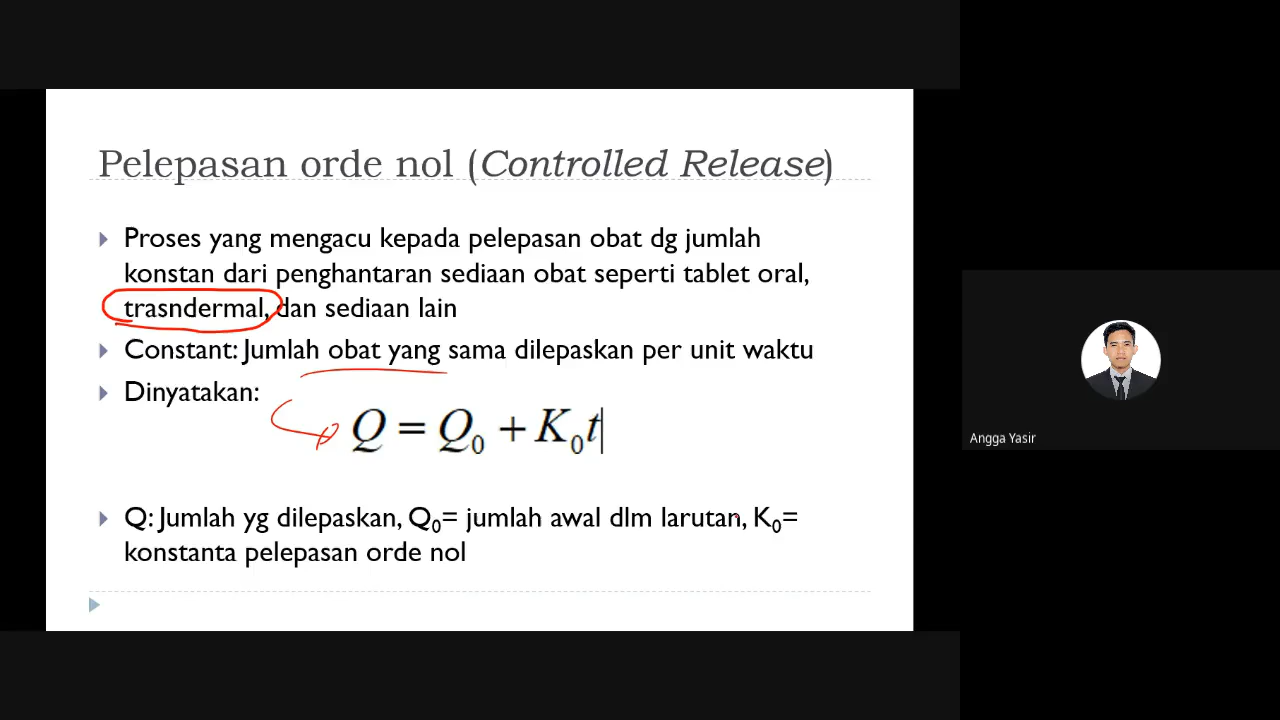 Pelepasan orde nol (Controlled Release)
Proses yang mengacu kepada pelepasan obat dg jumlah
konstan dari penghantaran sediaan obat seperti tablet oral,
trasndermal, dan sediaan lain
Constant: Jumlah obat yang sama dilepaskan per unit waktu
Dinyatakan:
Q = Q₀ + K₀t
Q: Jumlah yg dilepaskan, Q₀= jumlah awal dlm larutan, K₀=
konstanta pelepasan orde nol
Angga Yasir